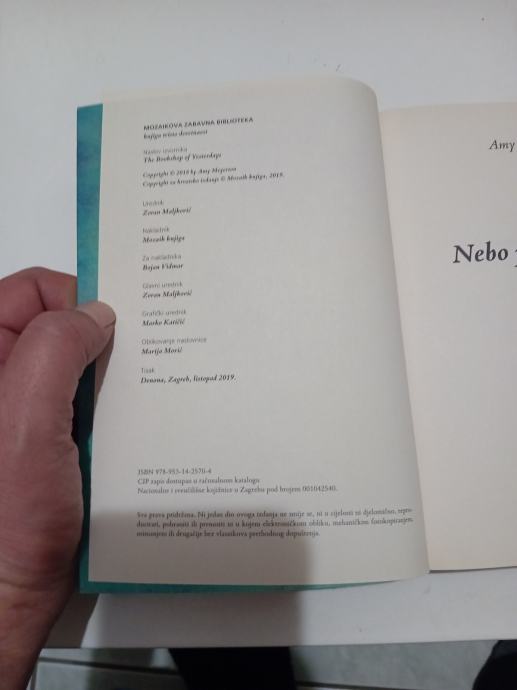 MOZAIKOVA ZABAVNA BIBLIOTEKA
knjiga trista devetnaest
Naslov izvornika
The Bookshop of Yesterdays
Copyright © 2018 by Amy Meyerson
Copyright za hrvatsko izdanje © Mozaik knjiga, 2019.
Urednik
Zoran Maljković
Nakladnik
Mozaik knjiga
Za nakladnika
Bojan Vidmar
Glavni urednik
Zoran Maljković
Grafički urednik
Marko Katičić
Oblikovanje naslovnice
Marija Morić
Tisak
Denona, Zagreb, listopad 2019.
ISBN 978-953-14-2570-4
CIP zapis dostupan u računalnom katalogu
Nacionalne i sveučilišne knjižnice u Zagrebu pod brojem 001042540.
Sva prava pridržana. Ni jedan dio ovoga izdanja ne smije se, ni u cijelosti ni djelomično, repro-
ducirati, pohraniti ili prenositi ni u kojem elektroničkom obliku, mehaničkim fotokopiranjem,
snimanjem ili drugačije bez vlasnikova prethodnog dopuštenja.
Amy
Nebo